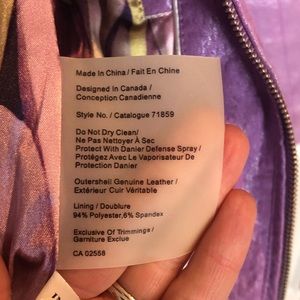 Made In China / Fait En Chine
Designed In Canada /
Conception Canadienne
Style No. / Catalogue 71859
Do Not Dry Clean/
Ne Pas Nettoyer À Sec
Protect With Danier Defense Spray /
Protégez Avec Le Vaporisateur De
Protection Danier
Outershell Genuine Leather /
Extérieur Cuir Véritable
Lining / Doublure
94% Polyester,6% Spandex
Exclusive Of Trimmings /
Garniture Exclue
CA 02558